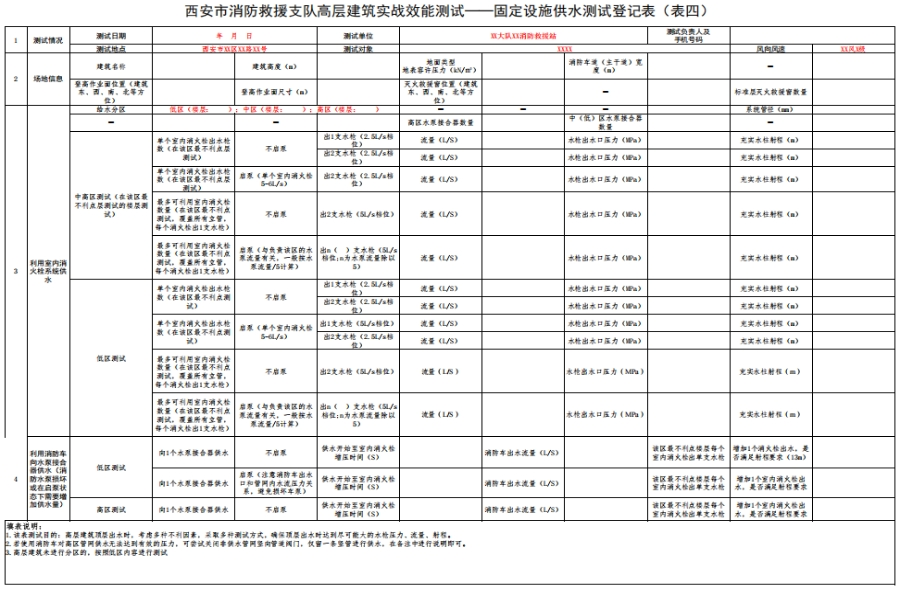 西安市消防救援支队高层建筑实战效能测试——固定设施供水测试登记表（表四）
1 测试情况 测试日期 年 月 日 测试单位 XX大队XX消防救援站 测试负责人及手机号码
测试地点 西安市XX区XX路XX号 测试对象 XXXX 风向风速 XX风X级
2 场地信息 建筑名称 建筑高度（m） 地面类型 地表容许压力（kN/㎡） 消防车道（主干道）宽度（m） —
登高作业面位置（建筑东、西、南、北等方位） 登高作业面尺寸（m） 灭火救援窗位置（建筑东、西、南、北等方位） — 标准层灭火救援窗数量
3 利用室内消火栓系统供水 给水分区 低区（楼层： ）；中区（楼层： ）；高区（楼层： ） — — — 系统管径（mm）
— — 高区水泵接合器数量 中（低）区水泵接合器数量 —
中高区测试（在该区最不利点层测试的楼层测试） 单个室内消火栓出水枪数（在该区最不利点层测试） 不启泵 出1支水枪（2.5L/s档位） 流量（L/S） 水枪出水口压力（MPa） 充实水柱射程（m）
出2支水枪（2.5L/s档位） 流量（L/S） 水枪出水口压力（MPa） 充实水柱射程（m）
单个室内消火栓出水枪数（在该区最不利点层测试） 启泵（单个室内消火栓5-6L/s） 出2支水枪（2.5L/s档位） 流量（L/S） 水枪出水口压力（MPa） 充实水柱射程（m）
最多可利用室内消火栓数量（在该区最不利点测试，覆盖所有立管，每个消火栓出1支水枪） 不启泵 出2支水枪（5L/s档位） 流量（L/S） 水枪出水口压力（MPa） 充实水柱射程（m）
最多可利用室内消火栓数量（在该区最不利点测试，覆盖所有立管，每个消火栓出1支水枪） 启泵（与负责该区的水泵流量有关，一般按水泵流量/5计算） 出n（ ）支水枪（5L/s档位;n为水泵流量除以5） 流量（L/S） 水枪出水口压力（MPa） 充实水柱射程（m）
低区测试 单个室内消火栓出水枪数（在该区最不利点测试） 不启泵 出1支水枪（2.5L/s档位） 流量（L/S） 水枪出水口压力（MPa） 充实水柱射程（m）
出2支水枪（2.5L/s档位） 流量（L/S） 水枪出水口压力（MPa） 充实水柱射程（m）
单个室内消火栓出水枪数（在该区最不利点测试） 启泵（单个室内消火栓5-6L/s） 出1支水枪（5L/s档位） 流量（L/S） 水枪出水口压力（MPa） 充实水柱射程（m）
出2支水枪（2.5L/s档位） 流量（L/S） 水枪出水口压力（MPa） 充实水柱射程（m）
最多可利用室内消火栓数量（在该区最不利点测试，覆盖所有立管，每个消火栓出1支水枪） 不启泵 出2支水枪（5L/s档位） 流量（L/S） 水枪出水口压力（MPa） 充实水柱射程（m）
最多可利用室内消火栓数量（在该区最不利点测试，覆盖所有立管，每个消火栓出1支水枪） 启泵（与负责该区的水泵流量有关，一般按水泵流量/5计算） 出n（ ）支水枪（5L/s档位;n为水泵流量除以5） 流量（L/S） 水枪出水口压力（MPa） 充实水柱射程（m）
4 利用消防车向水泵接合器供水（消防水泵损坏或在启泵状态下需要增加供水量） 低区测试 向1个水泵接合器供水 不启泵 供水开始至室内消火栓增压时间（S） 消防车出水流量（L/S） 该区最不利点楼层每个室内消火栓出单支水枪 增加1个消火栓出水，是否满足射程要求（13m）
向1个水泵接合器供水 启泵（注意消防车出水口和管网内水流压力关系，避免损坏车泵） 供水开始至室内消火栓增压时间（S） 消防车出水流量（L/S） 该区最不利点楼层每个室内消火栓出单支水枪 增加1个室内消火栓出水，是否满足射程要求
高区测试 向1个水泵接合器供水 不启泵 供水开始至室内消火栓增压时间（S） 消防车出水流量（L/S） 该区最不利点楼层每个室内消火栓出单支水枪 增加1个室内消火栓出水，是否满足射程要求
填表说明：
1.该表测试目的：高层建筑顶层出水时，考虑多种不利因素，采取多种测试方式，确保顶层出水时达到尽可能大的水枪压力、流量、射程。
2.若使用消防车对高区管网供水无法达到有效的压力，可尝试关闭非供水管网竖向管道阀门，仅留一条竖管进行供水，在备注中进行说明即可。
3.高层建筑未进行分区的，按照低区内容进行测试